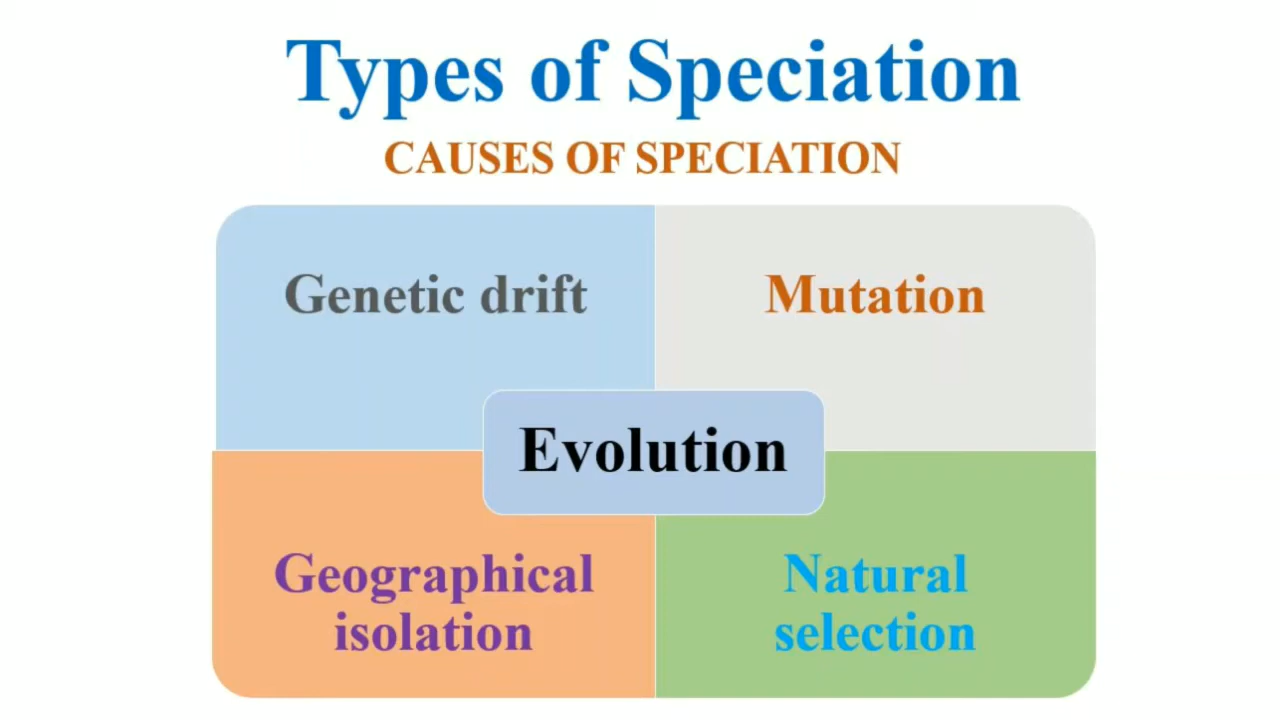 Types of Speciation
CAUSES OF SPECIATION
Genetic drift
Mutation
Evolution
Geographical
isolation
Natural
selection